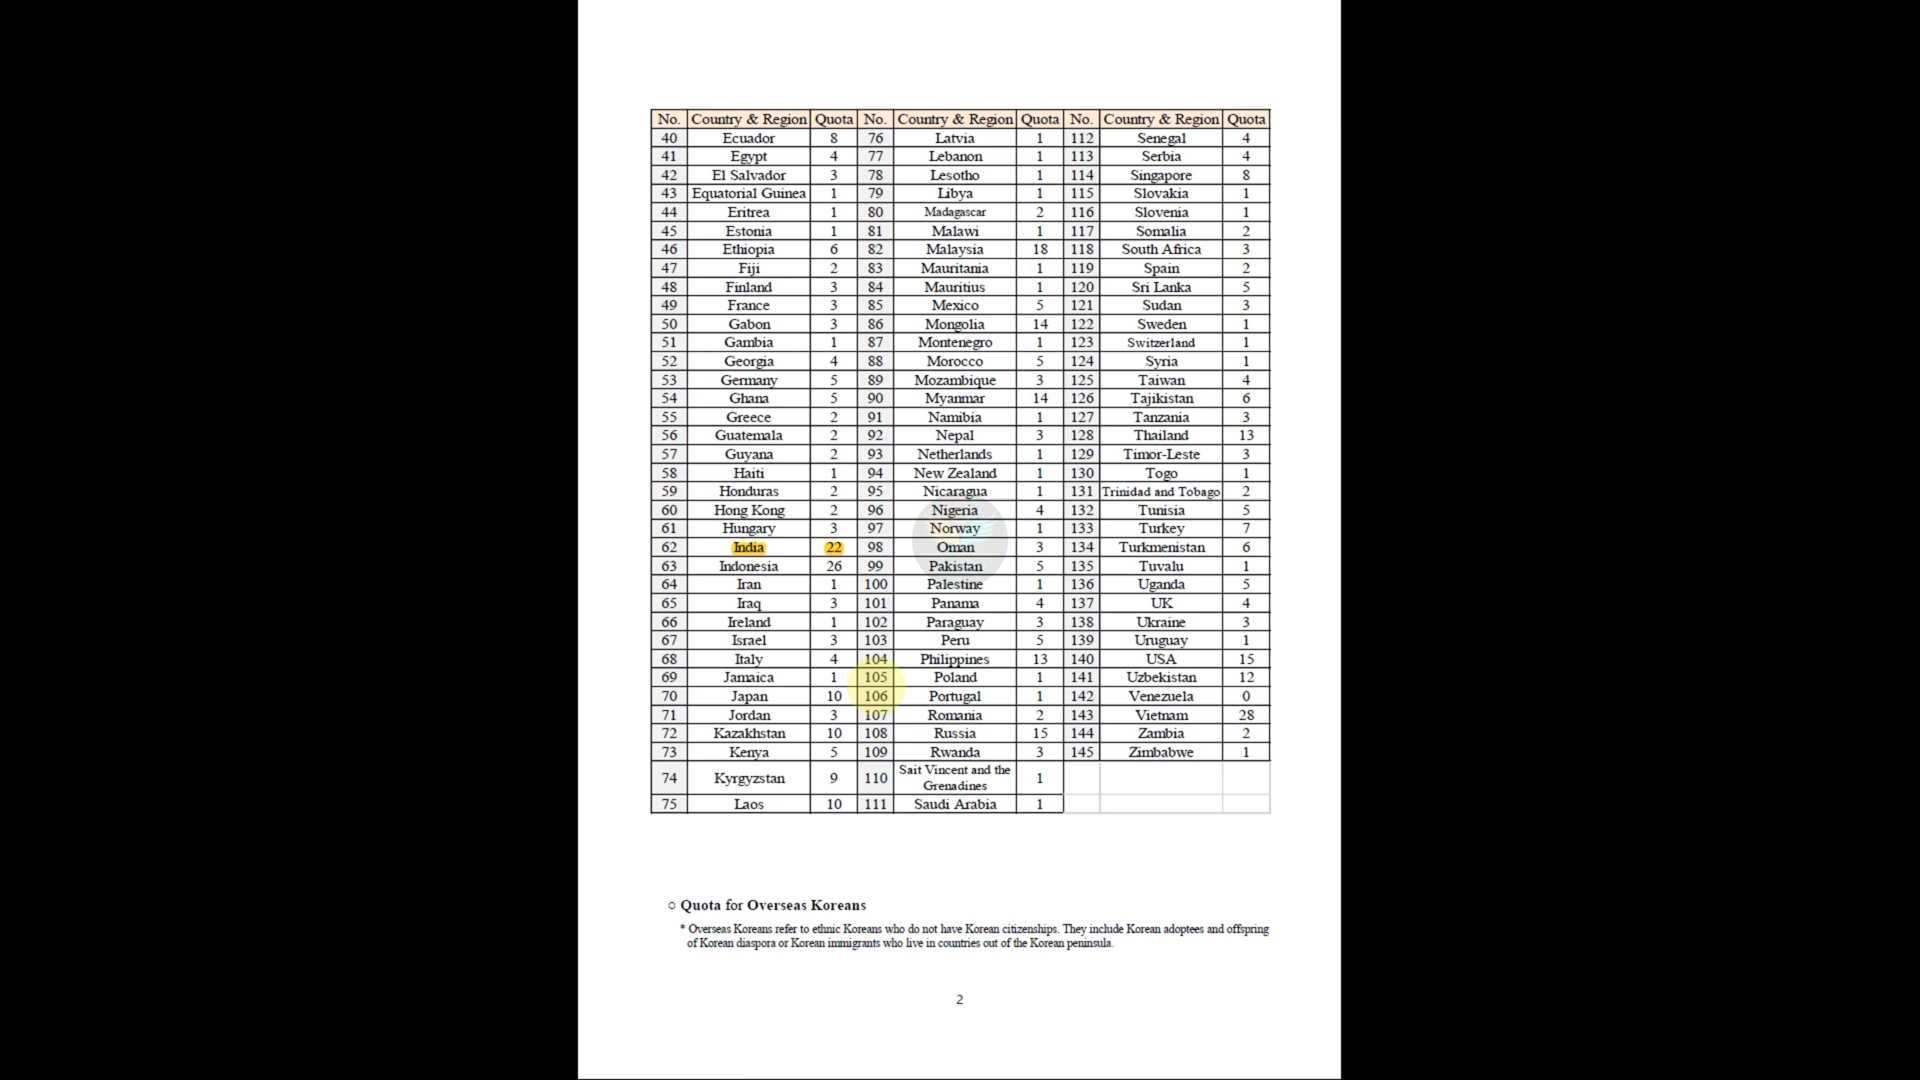 No. Country & Region Quota No. Country & Region Quota No. Country & Region Quota
40 Ecuador 8 76 Latvia 1 112 Senegal 4
41 Egypt 4 77 Lebanon 1 113 Serbia 4
42 El Salvador 3 78 Lesotho 1 114 Singapore 8
43 Equatorial Guinea 1 79 Libya 1 115 Slovakia 1
44 Eritrea 1 80 Madagascar 2 116 Slovenia 1
45 Estonia 1 81 Malawi 1 117 Somalia 2
46 Ethiopia 6 82 Malaysia 18 118 South Africa 3
47 Fiji 2 83 Mauritania 1 119 Spain 2
48 Finland 3 84 Mauritius 1 120 Sri Lanka 5
49 France 3 85 Mexico 5 121 Sudan 3
50 Gabon 3 86 Mongolia 14 122 Sweden 1
51 Gambia 1 87 Montenegro 1 123 Switzerland 1
52 Georgia 4 88 Morocco 5 124 Syria 1
53 Germany 5 89 Mozambique 3 125 Taiwan 4
54 Ghana 5 90 Myanmar 14 126 Tajikistan 6
55 Greece 2 91 Namibia 1 127 Tanzania 3
56 Guatemala 2 92 Nepal 3 128 Thailand 13
57 Guyana 2 93 Netherlands 1 129 Timor-Leste 3
58 Haiti 1 94 New Zealand 1 130 Togo 1
59 Honduras 2 95 Nicaragua 1 131 Trinidad and Tobago 2
60 Hong Kong 2 96 Nigeria 4 132 Tunisia 5
61 Hungary 3 97 Norway 1 133 Turkey 7
62 India 22 98 Oman 3 134 Turkmenistan 6
63 Indonesia 26 99 Pakistan 5 135 Tuvalu 1
64 Iran 1 100 Palestine 1 136 Uganda 5
65 Iraq 3 101 Panama 4 137 UK 4
66 Ireland 1 102 Paraguay 3 138 Ukraine 3
67 Israel 3 103 Peru 5 139 Uruguay 1
68 Italy 4 104 Philippines 13 140 USA 15
69 Jamaica 1 105 Poland 1 141 Uzbekistan 12
70 Japan 10 106 Portugal 1 142 Venezuela 0
71 Jordan 3 107 Romania 2 143 Vietnam 28
72 Kazakhstan 10 108 Russia 15 144 Zambia 2
73 Kenya 5 109 Rwanda 3 145 Zimbabwe 1
74 Kyrgyzstan 9 110 Sait Vincent and the Grenadines 1
75 Laos 10 111 Saudi Arabia 1
○ Quota for Overseas Koreans
* Overseas Koreans refer to ethnic Koreans who do not have Korean citizenships. They include Korean adoptees and offspring
of Korean diaspora or Korean immigrants who live in countries out of the Korean peninsula.
2